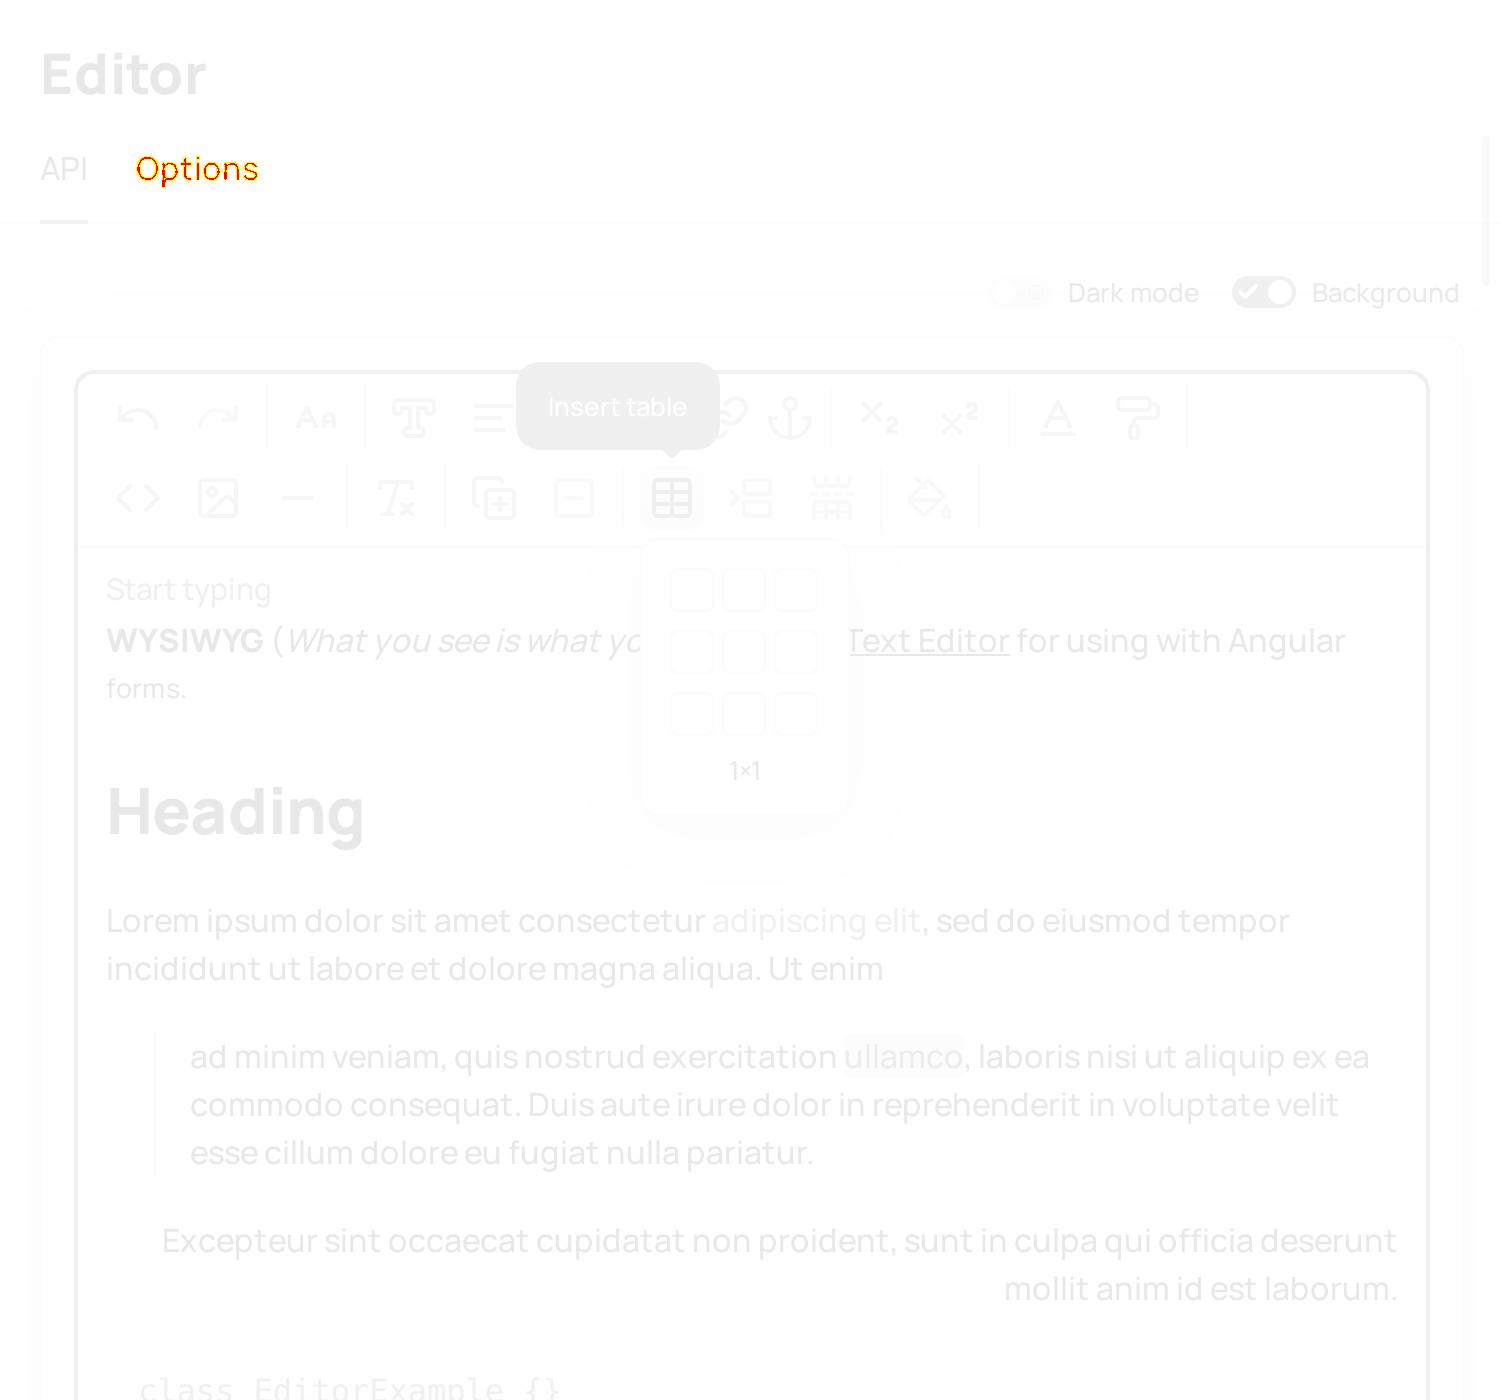 Editor
API Options
Dark mode Background
Insert table
Start typing
WYSIWYG (What you see is what yo Text Editor for using with Angular
forms.
1×1
Heading
Lorem ipsum dolor sit amet consectetur adipiscing elit, sed do eiusmod tempor
incididunt ut labore et dolore magna aliqua. Ut enim
ad minim veniam, quis nostrud exercitation ullamco, laboris nisi ut aliquip ex ea
commodo consequat. Duis aute irure dolor in reprehenderit in voluptate velit
esse cillum dolore eu fugiat nulla pariatur.
Excepteur sint occaecat cupidatat non proident, sunt in culpa qui officia deserunt
mollit anim id est laborum.
class EditorExample {}